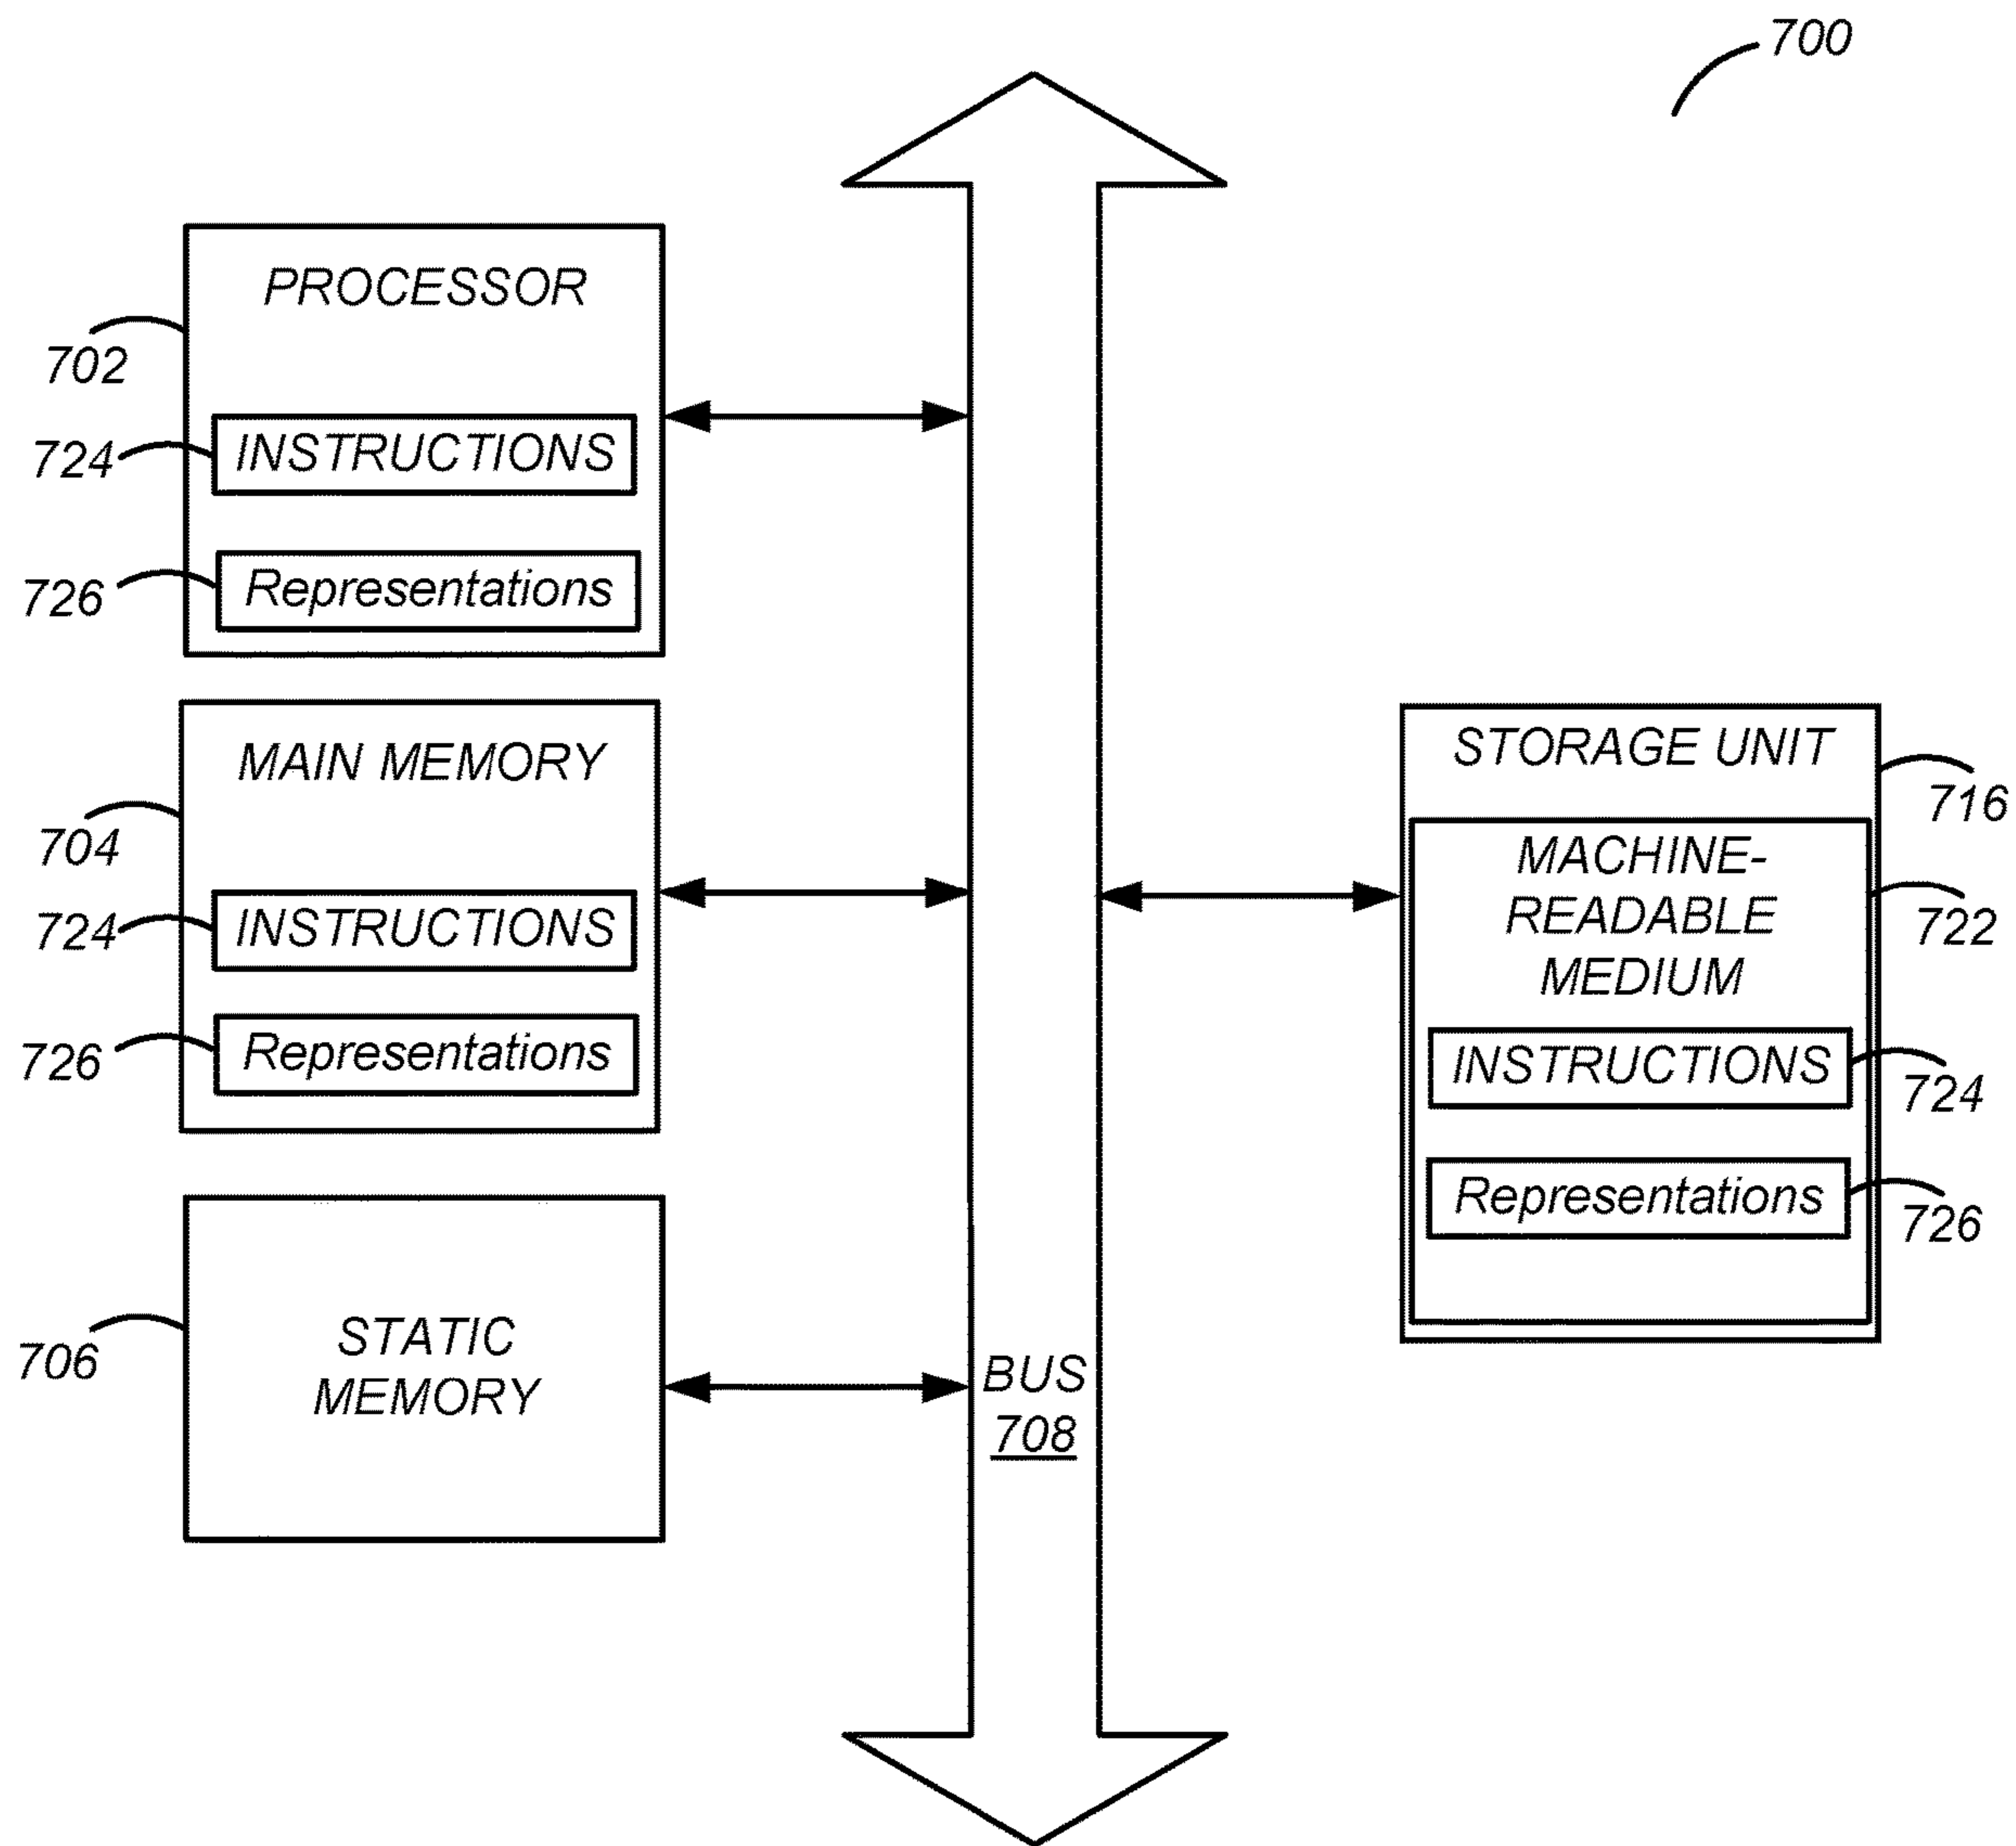 700
PROCESSOR
702
724
INSTRUCTIONS
726
Representations
MAIN MEMORY
704
724
INSTRUCTIONS
726
Representations
STATIC
MEMORY
706
BUS
708
STORAGE UNIT
716
MACHINE-
READABLE
MEDIUM
722
INSTRUCTIONS
724
Representations
726